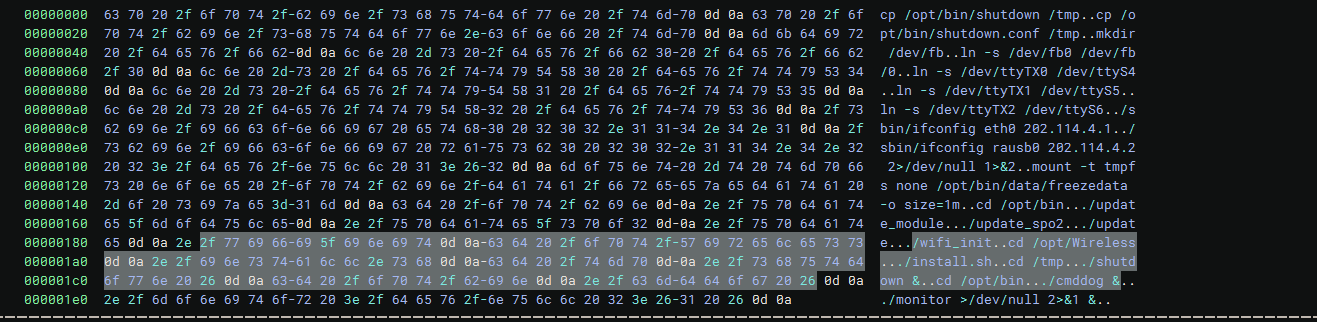 00000000 63 70 20 2f 6f 70 74 2f-62 69 6e 2f 73 68 75 74-64 6f 77 6e 20 2f 74 6d-70 0d 0a 63 70 20 2f 6f cp /opt/bin/shutdown /tmp..cp /o
00000020 70 74 2f 62 69 6e 2f 73-68 75 74 64 6f 77 6e 2e-63 6f 6e 66 20 2f 74 6d-70 0d 0a 6d 6b 64 69 72 pt/bin/shutdown.conf /tmp..mkdir
00000040 20 2f 64 65 76 2f 66 62-0d 0a 6c 6e 20 2d 73 20-2f 64 65 76 2f 66 62 30-20 2f 64 65 76 2f 66 62 /dev/fb..ln -s /dev/fb0 /dev/fb
00000060 2f 30 0d 0a 6c 6e 20 2d-73 20 2f 64 65 76 2f 74-74 79 54 58 30 20 2f 64-65 76 2f 74 74 79 53 34 /0..ln -s /dev/ttyTX0 /dev/ttyS4
00000080 0d 0a 6c 6e 20 2d 73 20-2f 64 65 76 2f 74 74 79-54 58 31 20 2f 64 65 76-2f 74 74 79 53 35 0d 0a ..ln -s /dev/ttyTX1 /dev/ttyS5..
000000a0 6c 6e 20 2d 73 20 2f 64-65 76 2f 74 74 79 54 58-32 20 2f 64 65 76 2f 74-74 79 53 36 0d 0a 2f 73 ln -s /dev/ttyTX2 /dev/ttyS6../s
000000c0 62 69 6e 2f 69 66 63 6f-6e 66 69 67 20 65 74 68-30 20 32 30 32 2e 31 31-34 2e 34 2e 31 0d 0a 2f bin/ifconfig eth0 202.114.4.1../
000000e0 73 62 69 6e 2f 69 66 63-6f 6e 66 69 67 20 72 61-75 73 62 30 20 32 30 32-2e 31 31 34 2e 34 2e 32 sbin/ifconfig rausb0 202.114.4.2
00000100 20 32 3e 2f 64 65 76 2f-6e 75 6c 6c 20 31 3e 26-32 0d 0a 6d 6f 75 6e 74-20 2d 74 20 74 6d 70 66 2>/dev/null 1>&2..mount -t tmpf
00000120 73 20 6e 6f 6e 65 20 2f-6f 70 74 2f 62 69 6e 2f-64 61 74 61 2f 66 72 65-65 7a 65 64 61 74 61 20 s none /opt/bin/data/freezedata
00000140 2d 6f 20 73 69 7a 65 3d-31 6d 0d 0a 63 64 20 2f-6f 70 74 2f 62 69 6e 0d-0a 2e 2f 75 70 64 61 74 -o size=1m..cd /opt/bin.../updat
00000160 65 5f 6d 6f 64 75 6c 65-0d 0a 2e 2f 75 70 64 61-74 65 5f 73 70 6f 32 0d-0a 2e 2f 75 70 64 61 74 e_module.../update_spo2.../updat
00000180 65 0d 0a 2e 2f 77 69 66-69 5f 69 6e 69 74 0d 0a-63 64 20 2f 6f 70 74 2f-57 69 72 65 6c 65 73 73 e.../wifi_init..cd /opt/Wireless
000001a0 0d 0a 2e 2f 69 6e 73 74-61 6c 6c 2e 73 68 0d 0a-63 64 20 2f 74 6d 70 0d-0a 2e 2f 73 68 75 74 64 .../install.sh..cd /tmp.../shutd
000001c0 6f 77 6e 20 26 0d 0a 63-64 20 2f 6f 70 74 2f 62-69 6e 0d 0a 2e 2f 63 6d-64 64 6f 67 20 26 0d 0a own &..cd /opt/bin.../cmddog &..
000001e0 2e 2f 6d 6f 6e 69 74 6f-72 20 3e 2f 64 65 76 2f-6e 75 6c 6c 20 32 3e 26-31 20 26 0d 0a ./monitor >/dev/null 2>&1 &..